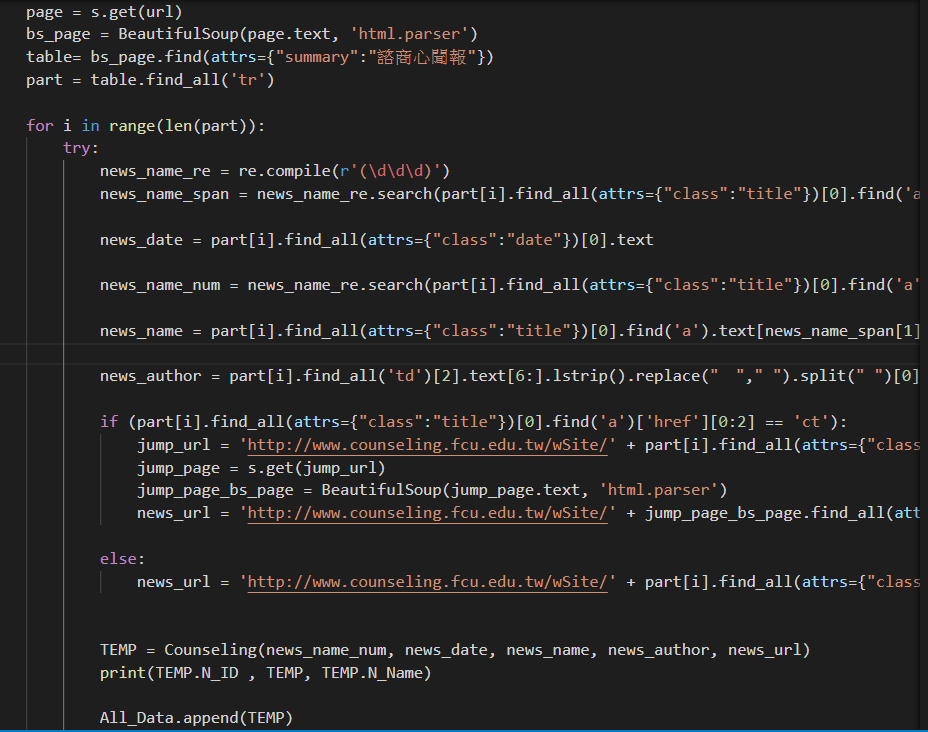 page = s.get(url)
bs_page = BeautifulSoup(page.text, 'html.parser')
table= bs_page.find(attrs={"summary":"諮商心聞報"})
part = table.find_all('tr')
for i in range(len(part)):
try:
news_name_re = re.compile(r'(\d\d\d)')
news_name_span = news_name_re.search(part[i].find_all(attrs={"class":"title"})[0].find('a
news_date = part[i].find_all(attrs={"class":"date"})[0].text
news_name_num = news_name_re.search(part[i].find_all(attrs={"class":"title"})[0].find('a'
news_name = part[i].find_all(attrs={"class":"title"})[0].find('a').text[news_name_span[1]
news_author = part[i].find_all('td')[2].text[6:].lstrip().replace("  "," ").split(" ")[0]
if (part[i].find_all(attrs={"class":"title"})[0].find('a')['href'][0:2] == 'ct'):
jump_url = 'http://www.counseling.fcu.edu.tw/wSite/' + part[i].find_all(attrs={"class
jump_page = s.get(jump_url)
jump_page_bs_page = BeautifulSoup(jump_page.text, 'html.parser')
news_url = 'http://www.counseling.fcu.edu.tw/wSite/' + jump_page_bs_page.find_all(att
else:
news_url = 'http://www.counseling.fcu.edu.tw/wSite/' + part[i].find_all(attrs={"class
TEMP = Counseling(news_name_num, news_date, news_name, news_author, news_url)
print(TEMP.N_ID , TEMP, TEMP.N_Name)
All_Data.append(TEMP)